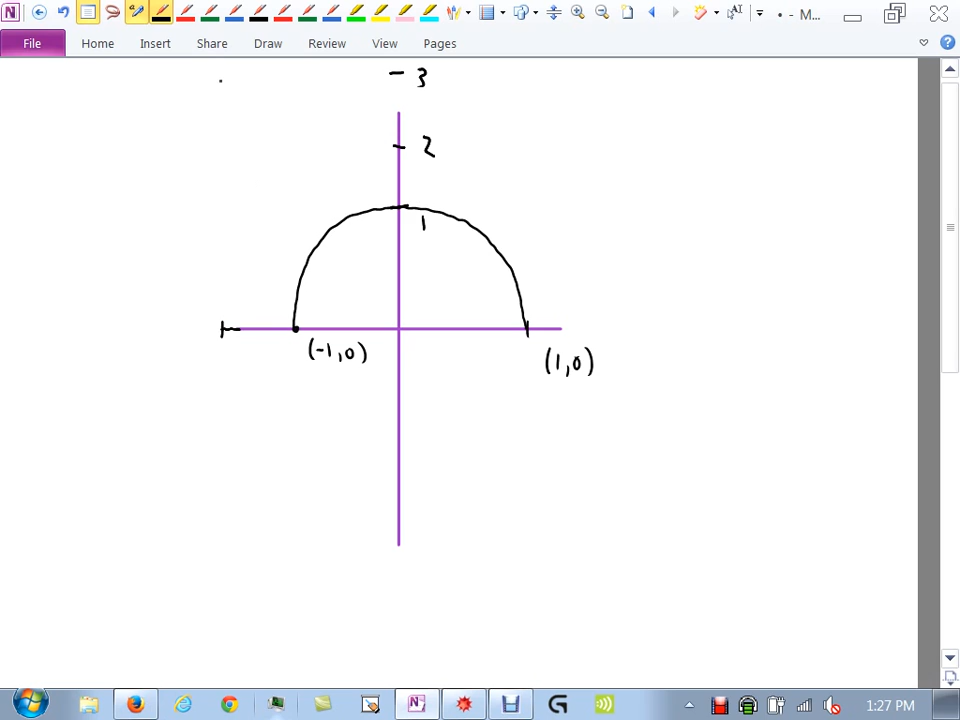 • - M...
File Home Insert Share Draw Review View Pages
- 3
- 2
1
(-1,0)
(1,0)
1:27 PM